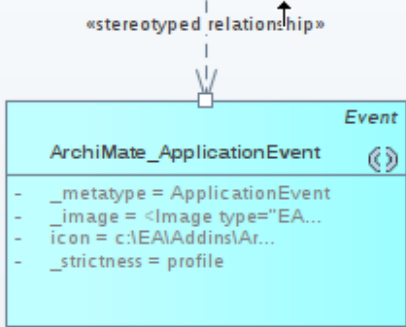 «stereotyped relationship»
Event
ArchiMate_ApplicationEvent
- _metatype = ApplicationEvent
- _image = <Image type="EA...
- icon = c:\EA\Addins\Ar...
- _strictness = profile